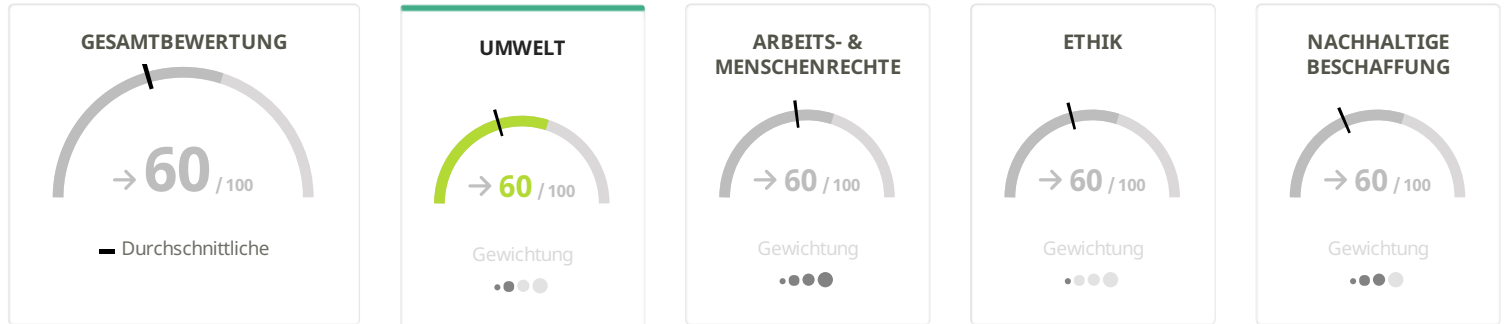 GESAMTBEWERTUNG
→ 60 / 100
Durchschnittliche
UMWELT
→ 60 / 100
Gewichtung
ARBEITS- &
MENSCHENRECHTE
→ 60 / 100
Gewichtung
ETHIK
→ 60 / 100
Gewichtung
NACHHALTIGE
BESCHAFFUNG
→ 60 / 100
Gewichtung